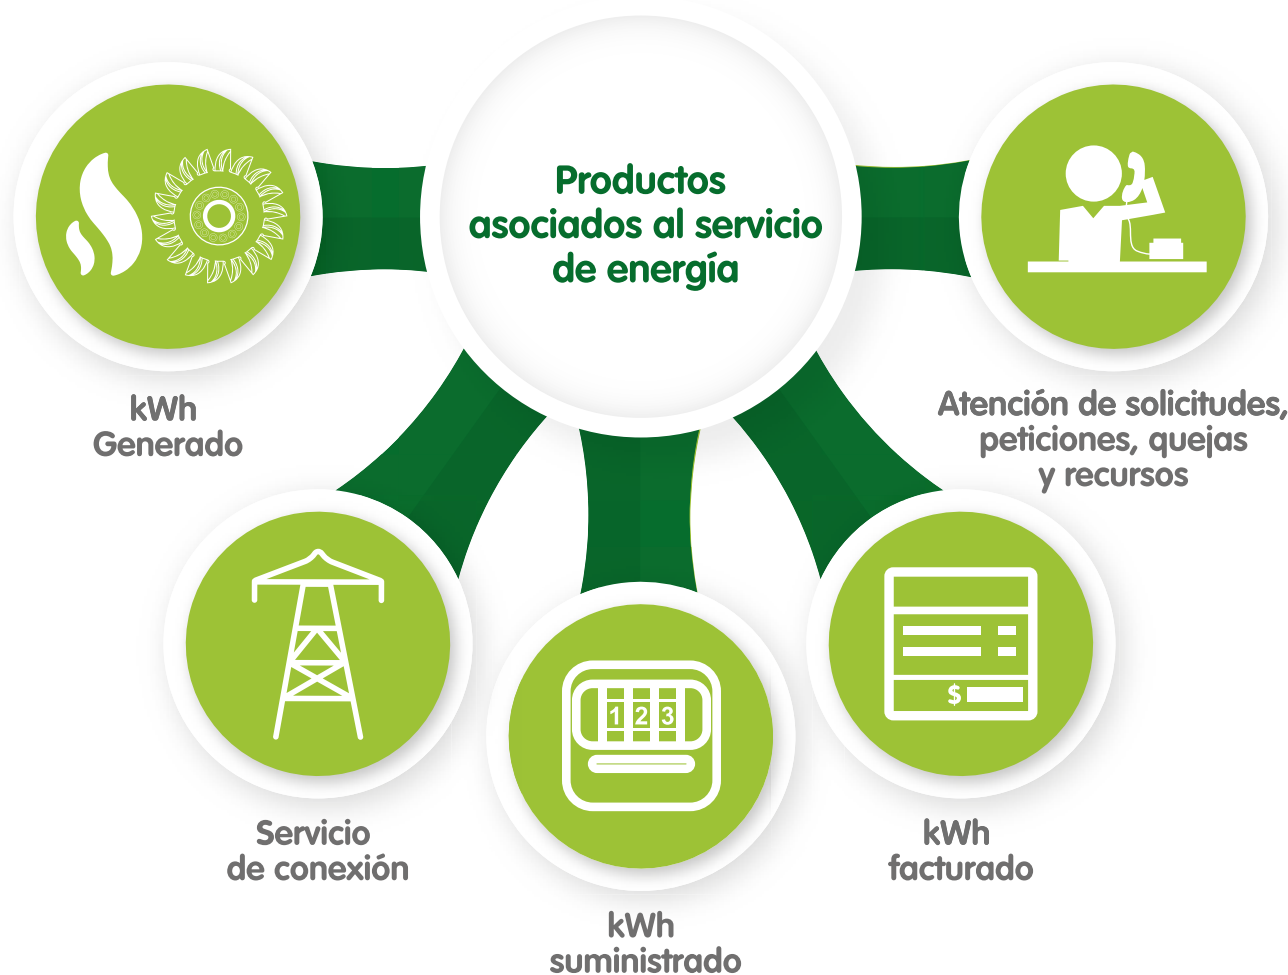 Productos
asociados al servicio
de energía
kWh
Generado
Servicio
de conexión
1 2 3
kWh
suministrado
$
kWh
facturado
Atención de solicitudes,
peticiones, quejas
y recursos